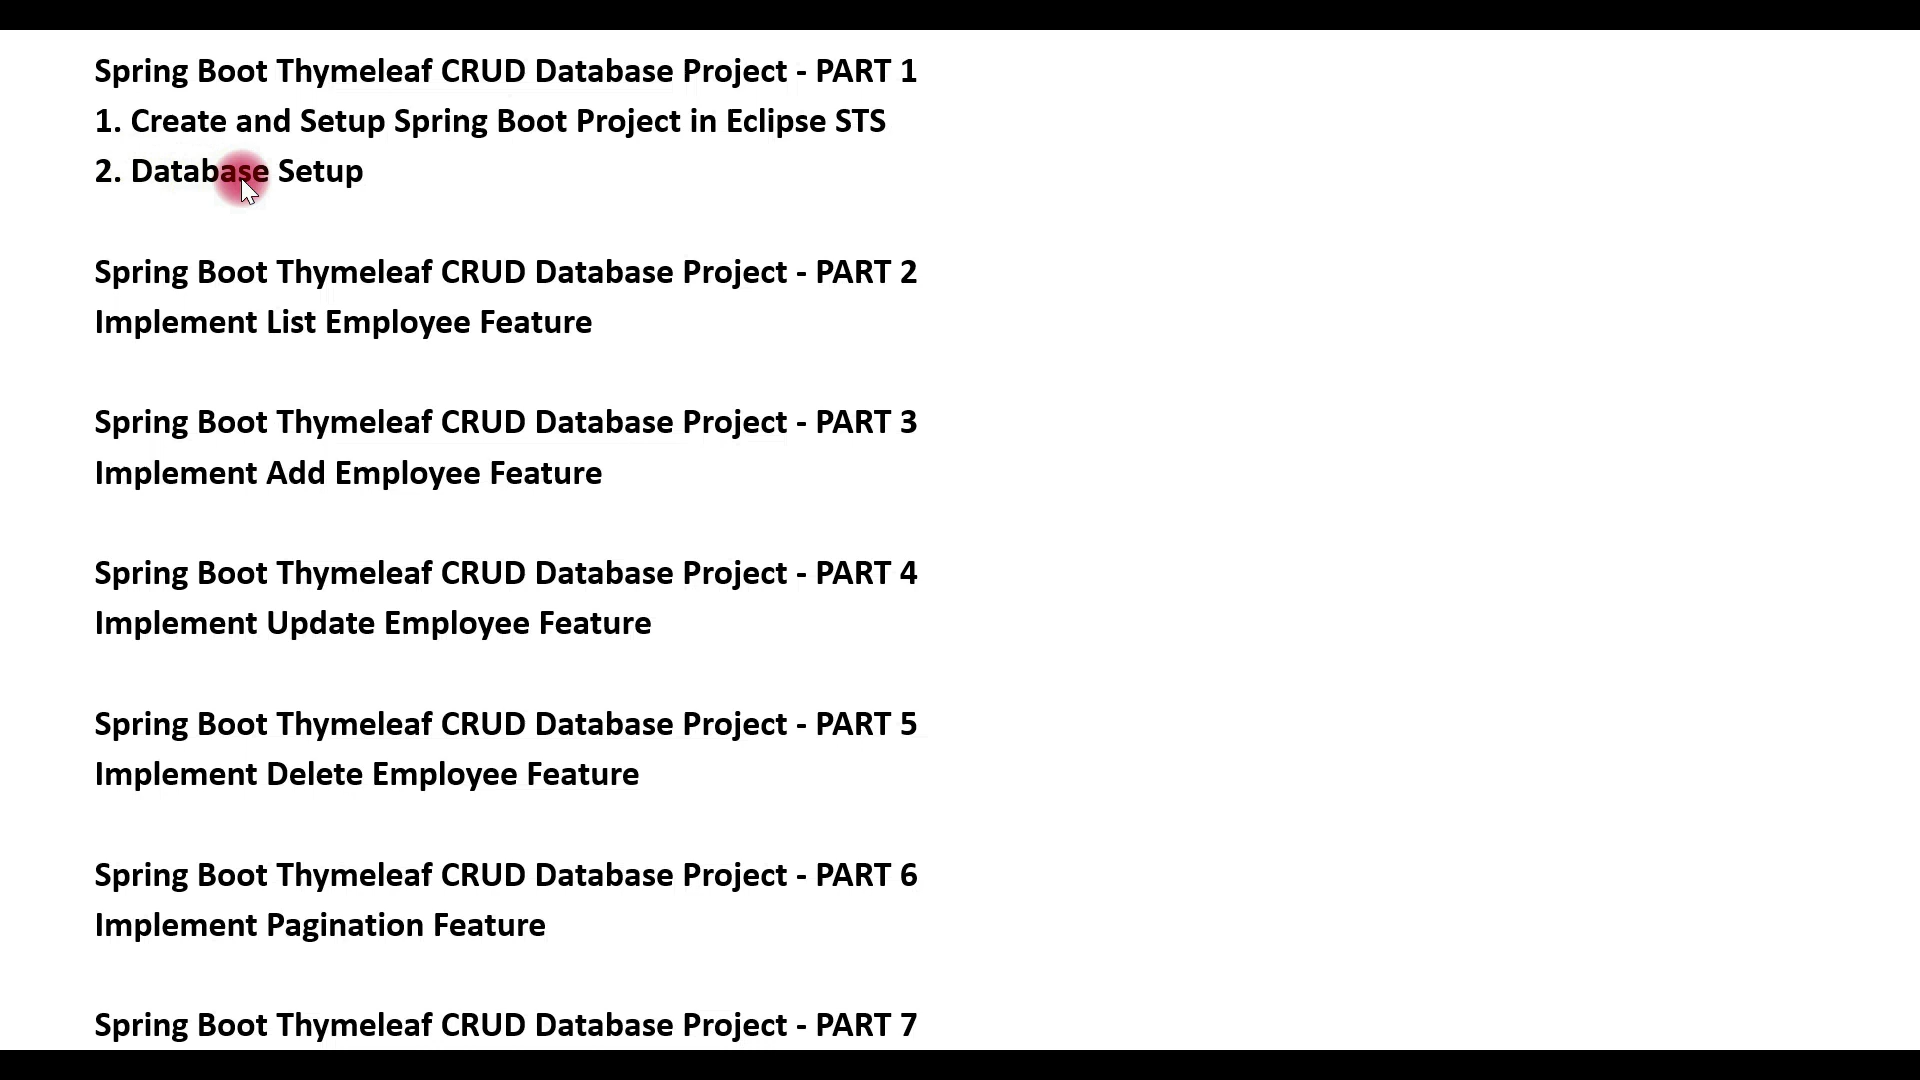 Spring Boot Thymeleaf CRUD Database Project - PART 1
1. Create and Setup Spring Boot Project in Eclipse STS
2. Database Setup
Spring Boot Thymeleaf CRUD Database Project - PART 2
Implement List Employee Feature
Spring Boot Thymeleaf CRUD Database Project - PART 3
Implement Add Employee Feature
Spring Boot Thymeleaf CRUD Database Project - PART 4
Implement Update Employee Feature
Spring Boot Thymeleaf CRUD Database Project - PART 5
Implement Delete Employee Feature
Spring Boot Thymeleaf CRUD Database Project - PART 6
Implement Pagination Feature
Spring Boot Thymeleaf CRUD Database Project - PART 7